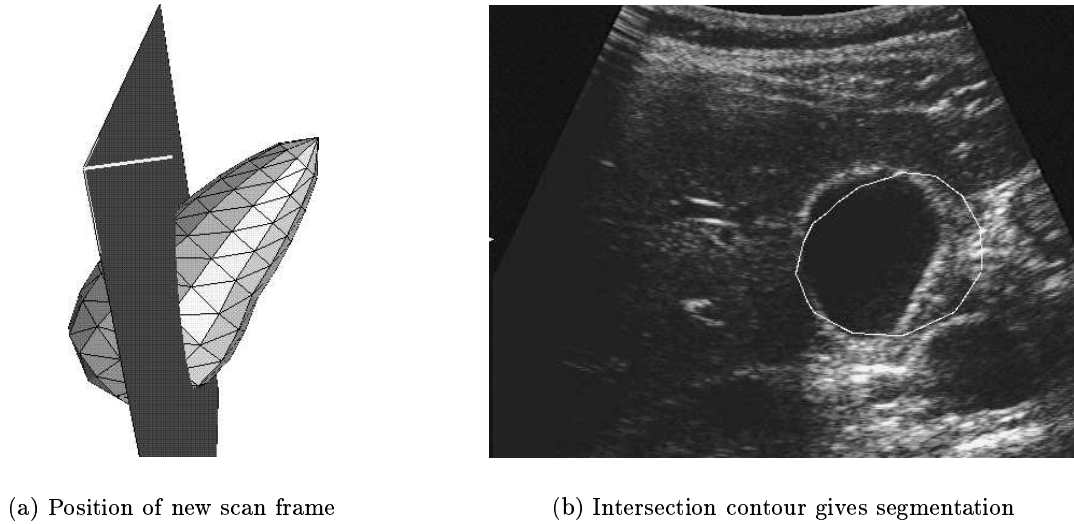 (a) Position of new scan frame
(b) Intersection contour gives segmentation